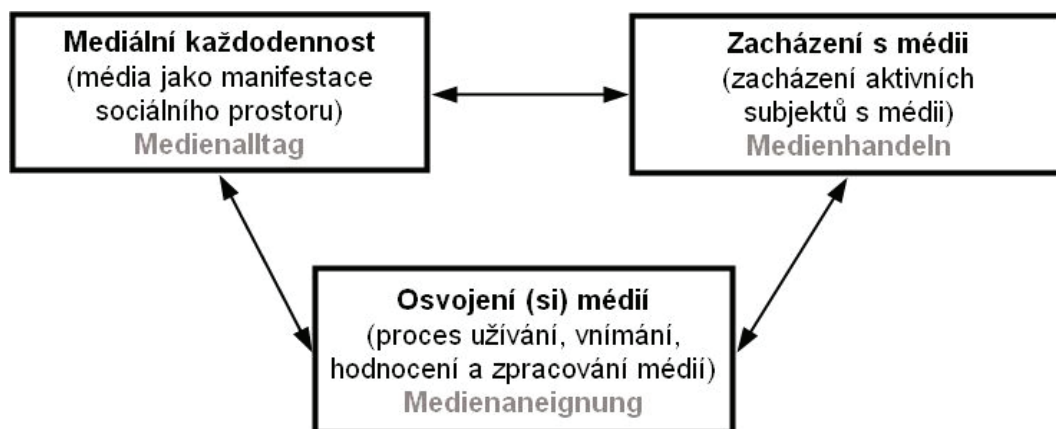 Mediální každodennost
(média jako manifestace
sociálního prostoru)
Medienalltag
Zacházení s médii
(zacházení aktivních
subjektů s médii)
Medienhandeln
Osvojení (si) médií
(proces užívání, vnímání,
hodnocení a zpracování médií)
Medienaneignung